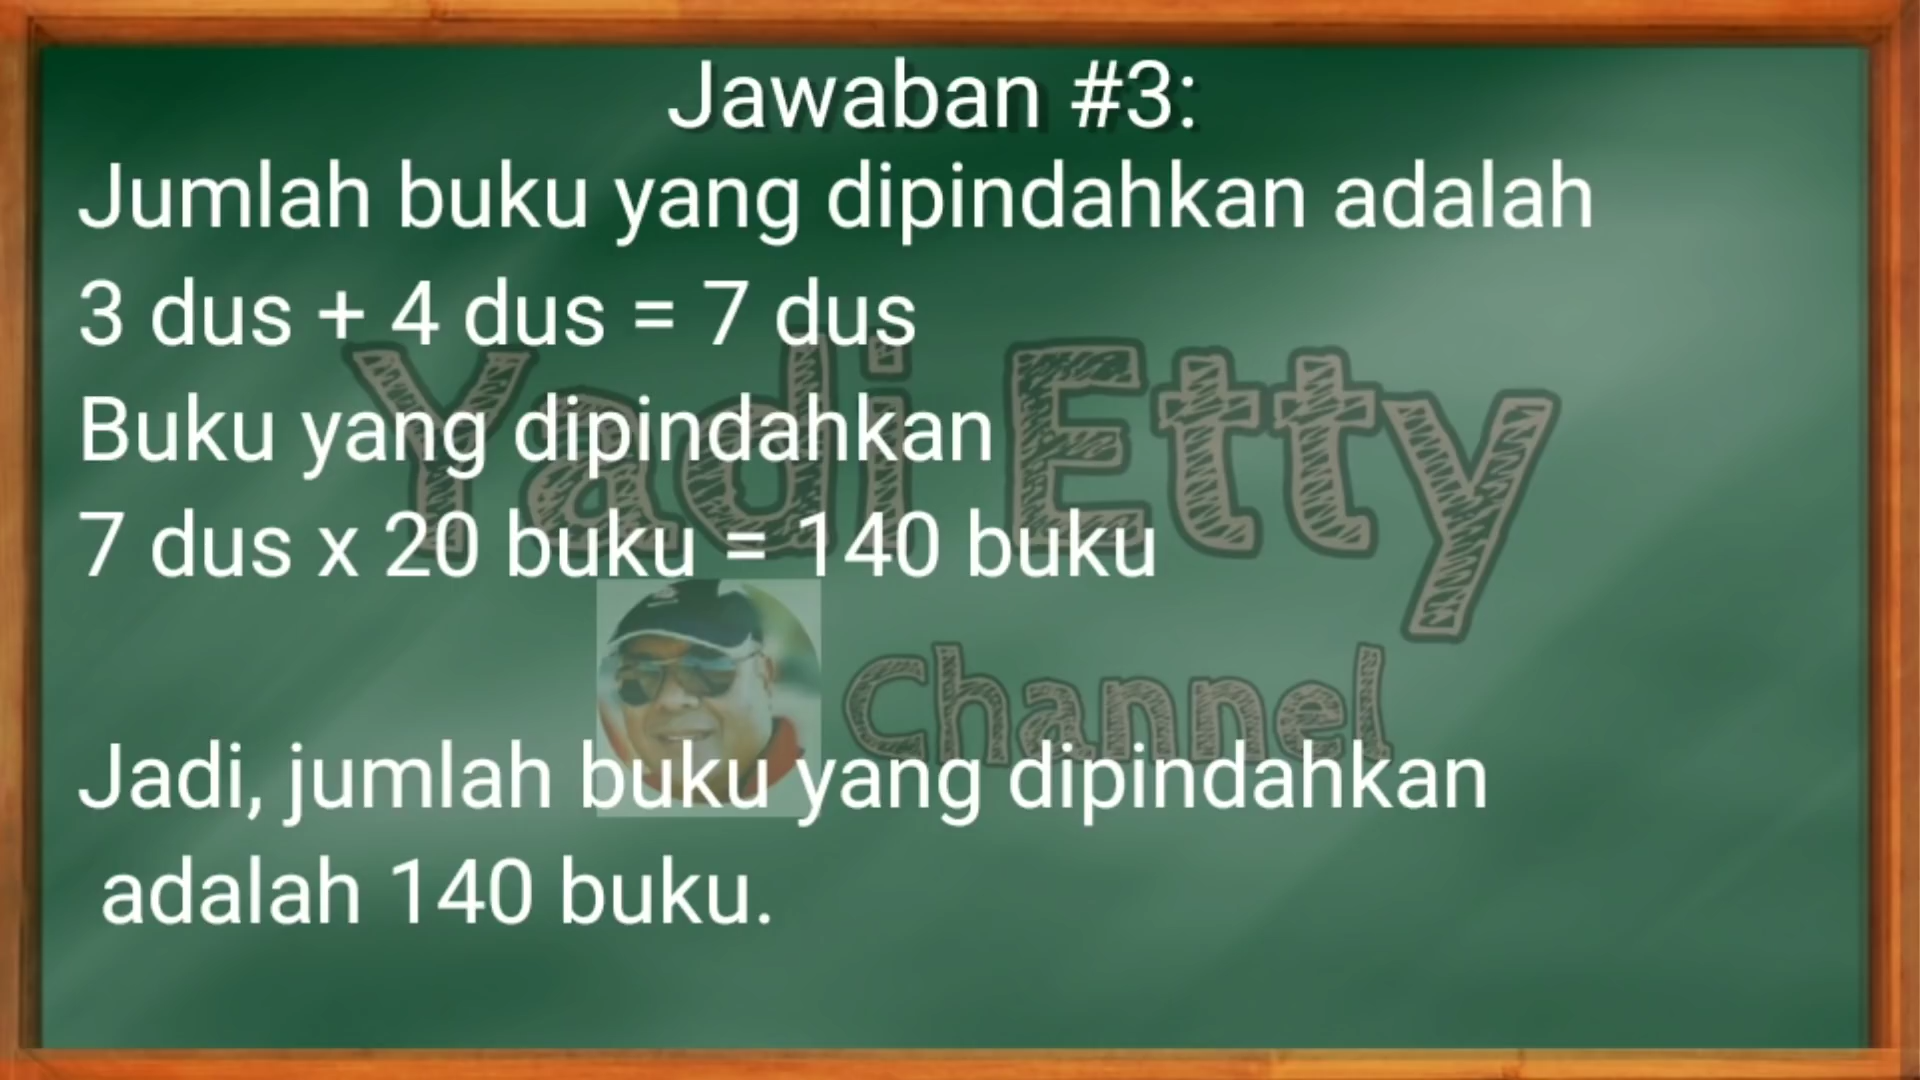 Jawaban #3:
Jumlah buku yang dipindahkan adalah
3 dus + 4 dus = 7 dus
Buku yang dipindahkan
7 dus x 20 buku = 140 buku
Jadi, jumlah buku yang dipindahkan
adalah 140 buku.
Yadi Etty
Channel